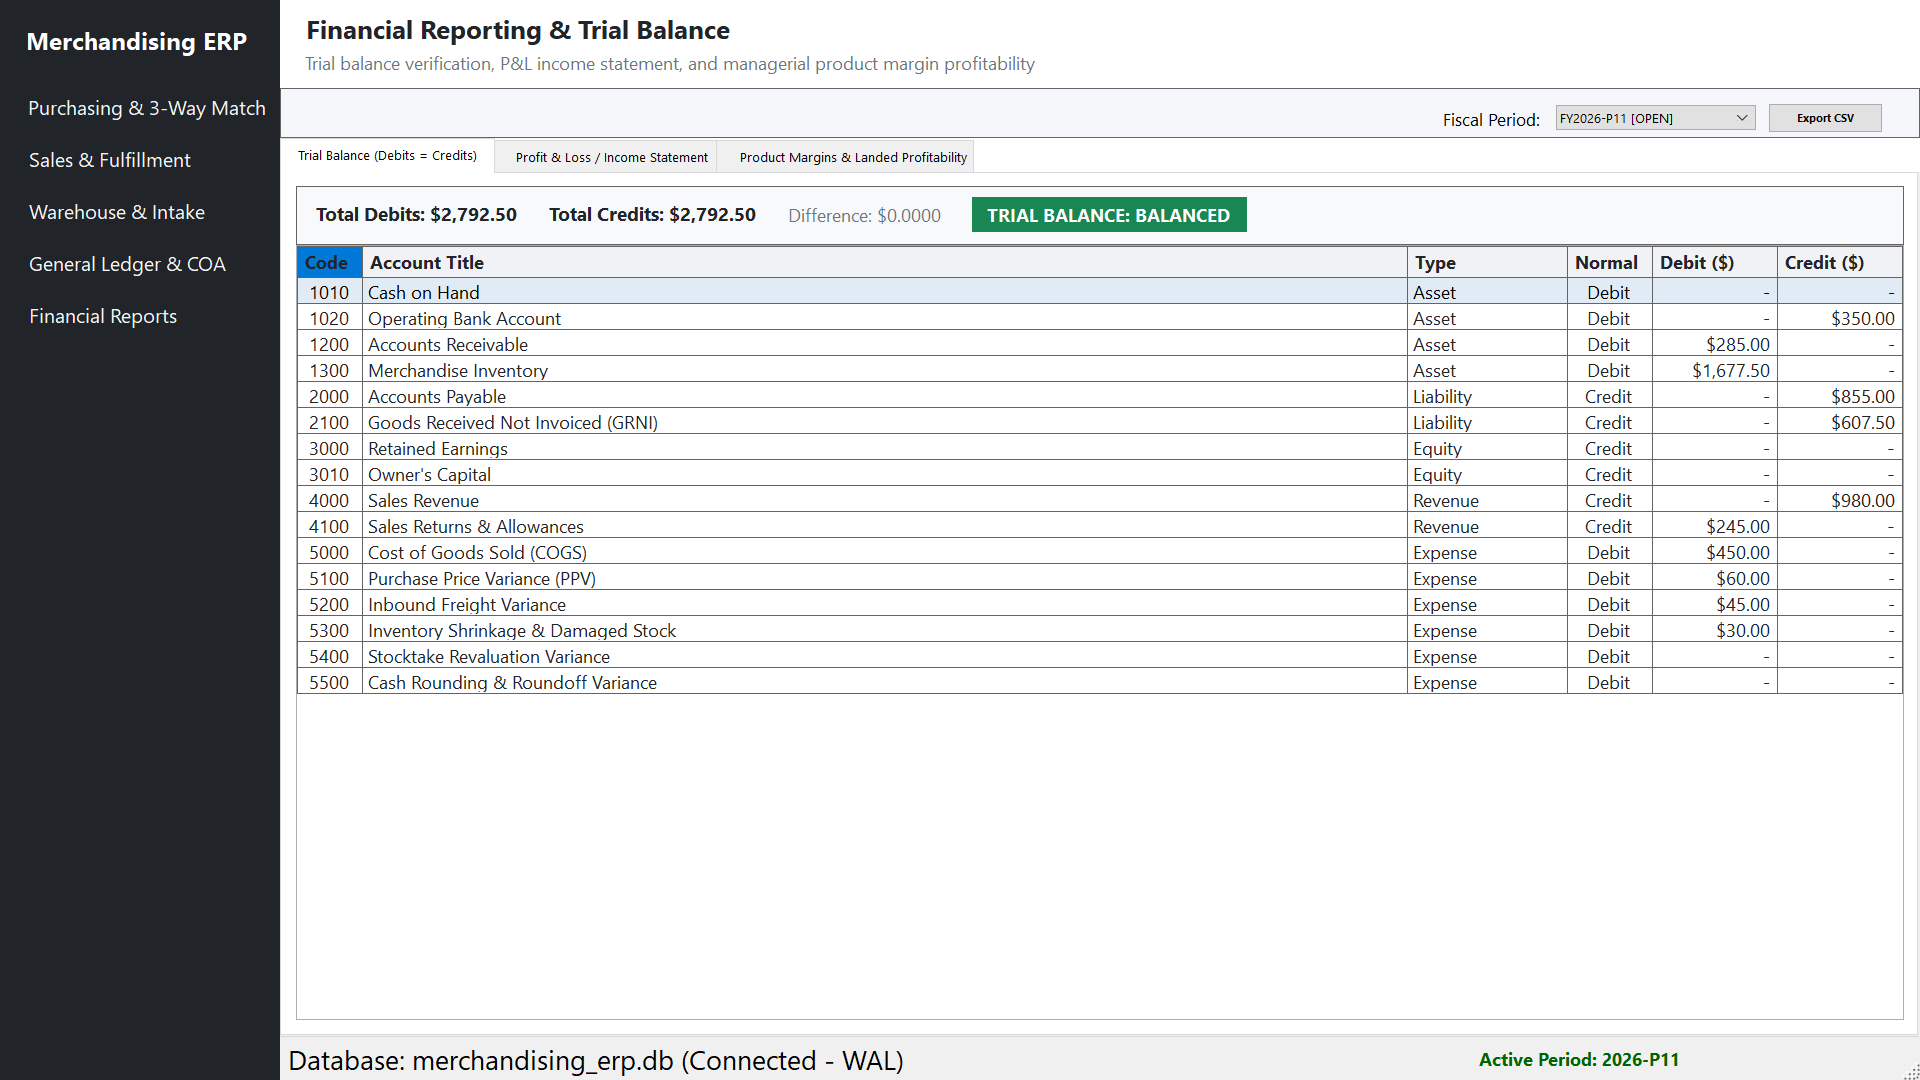 Merchandising ERP
Purchasing & 3-Way Match
Sales & Fulfillment
Warehouse & Intake
General Ledger & COA
Financial Reports
Financial Reporting & Trial Balance
Trial balance verification, P&L income statement, and managerial product margin profitability
Fiscal Period: FY2026-P11 [OPEN] Export CSV
Trial Balance (Debits = Credits) Profit & Loss / Income Statement Product Margins & Landed Profitability
Total Debits: $2,792.50 Total Credits: $2,792.50 Difference: $0.0000 TRIAL BALANCE: BALANCED
Code Account Title Type Normal Debit ($) Credit ($)
1010 Cash on Hand Asset Debit - -
1020 Operating Bank Account Asset Debit - $350.00
1200 Accounts Receivable Asset Debit $285.00 -
1300 Merchandise Inventory Asset Debit $1,677.50 -
2000 Accounts Payable Liability Credit - $855.00
2100 Goods Received Not Invoiced (GRNI) Liability Credit - $607.50
3000 Retained Earnings Equity Credit - -
3010 Owner's Capital Equity Credit - -
4000 Sales Revenue Revenue Credit - $980.00
4100 Sales Returns & Allowances Revenue Credit $245.00 -
5000 Cost of Goods Sold (COGS) Expense Debit $450.00 -
5100 Purchase Price Variance (PPV) Expense Debit $60.00 -
5200 Inbound Freight Variance Expense Debit $45.00 -
5300 Inventory Shrinkage & Damaged Stock Expense Debit $30.00 -
5400 Stocktake Revaluation Variance Expense Debit - -
5500 Cash Rounding & Roundoff Variance Expense Debit - -
Database: merchandising_erp.db (Connected - WAL) Active Period: 2026-P11